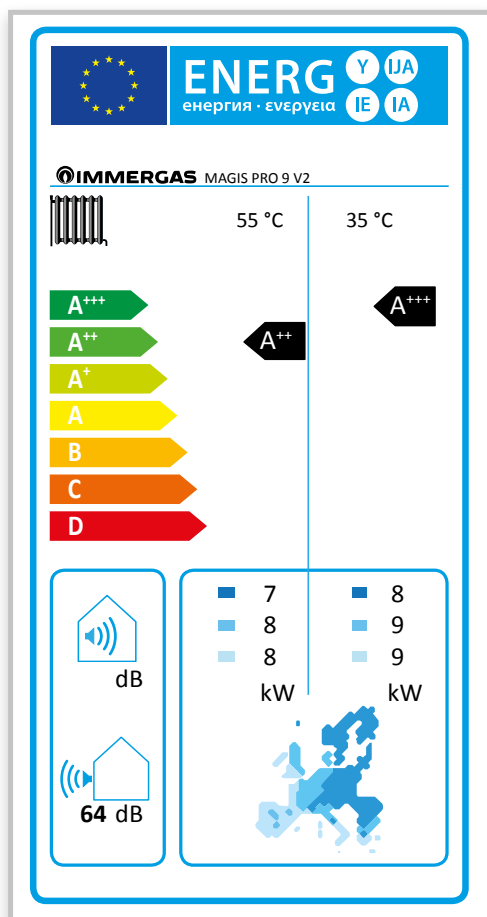 ENERG Y IJA
енергия · ενεργεια IE IA
IMMERGAS MAGIS PRO 9 V2
55 °C 35 °C
A+++ A+++
A++ A++
A+
A
B
C
D
7 8
8 9
8 9
kW kW
dB
64 dB